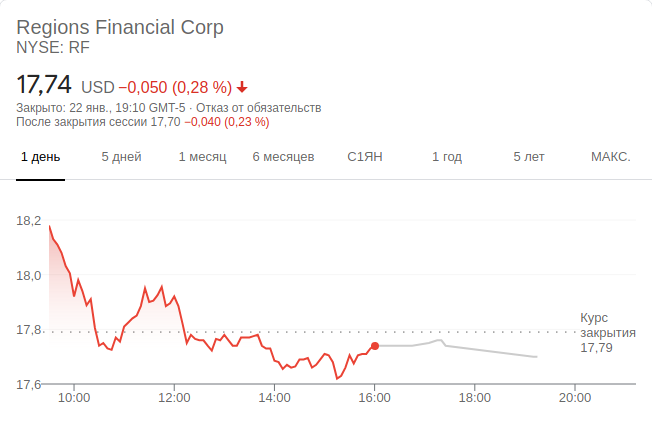 Regions Financial Corp
NYSE: RF
17,74 USD −0,050 (0,28 %)
Закрыто: 22 янв., 19:10 GMT-5 · Отказ от обязательств
После закрытия сессии 17,70 −0,040 (0,23 %)
1 день 5 дней 1 месяц 6 месяцев С1ЯН 1 год 5 лет МАКС.
18,2
18,0
17,8
17,6
Курс
закрытия
17,79
10:00 12:00 14:00 16:00 18:00 20:00